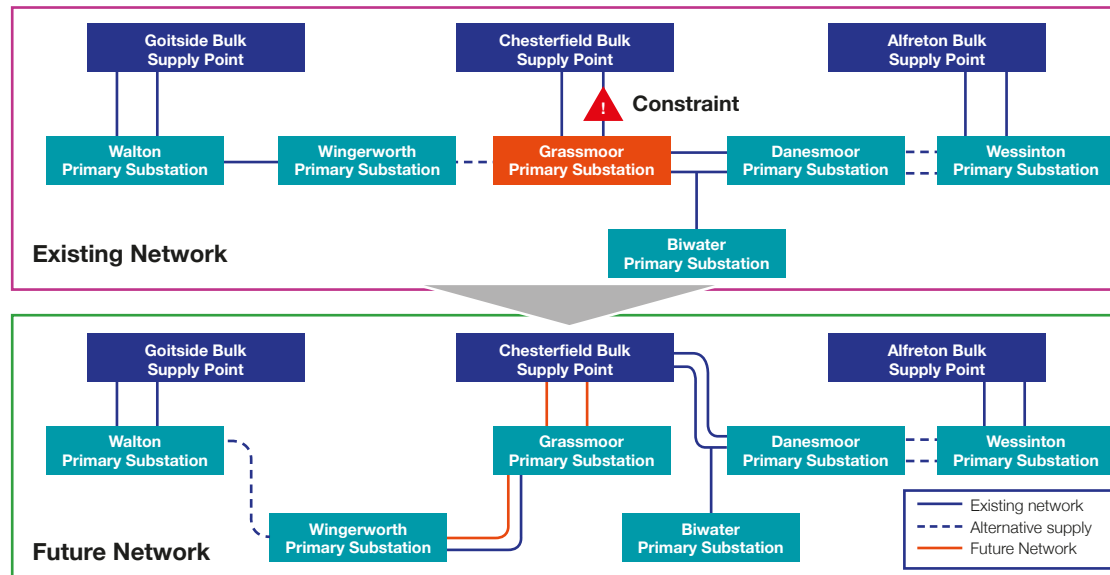 Goitside Bulk
Supply Point
Chesterfield Bulk
Supply Point
Alfreton Bulk
Supply Point
!
Constraint
Walton
Primary Substation
Wingerworth
Primary Substation
Grassmoor
Primary Substation
Danesmoor
Primary Substation
Wessinton
Primary Substation
Biwater
Primary Substation
Existing Network
Goitside Bulk
Supply Point
Chesterfield Bulk
Supply Point
Alfreton Bulk
Supply Point
Walton
Primary Substation
Grassmoor
Primary Substation
Danesmoor
Primary Substation
Wessinton
Primary Substation
Wingerworth
Primary Substation
Biwater
Primary Substation
Existing network
Alternative supply
Future Network
Future Network